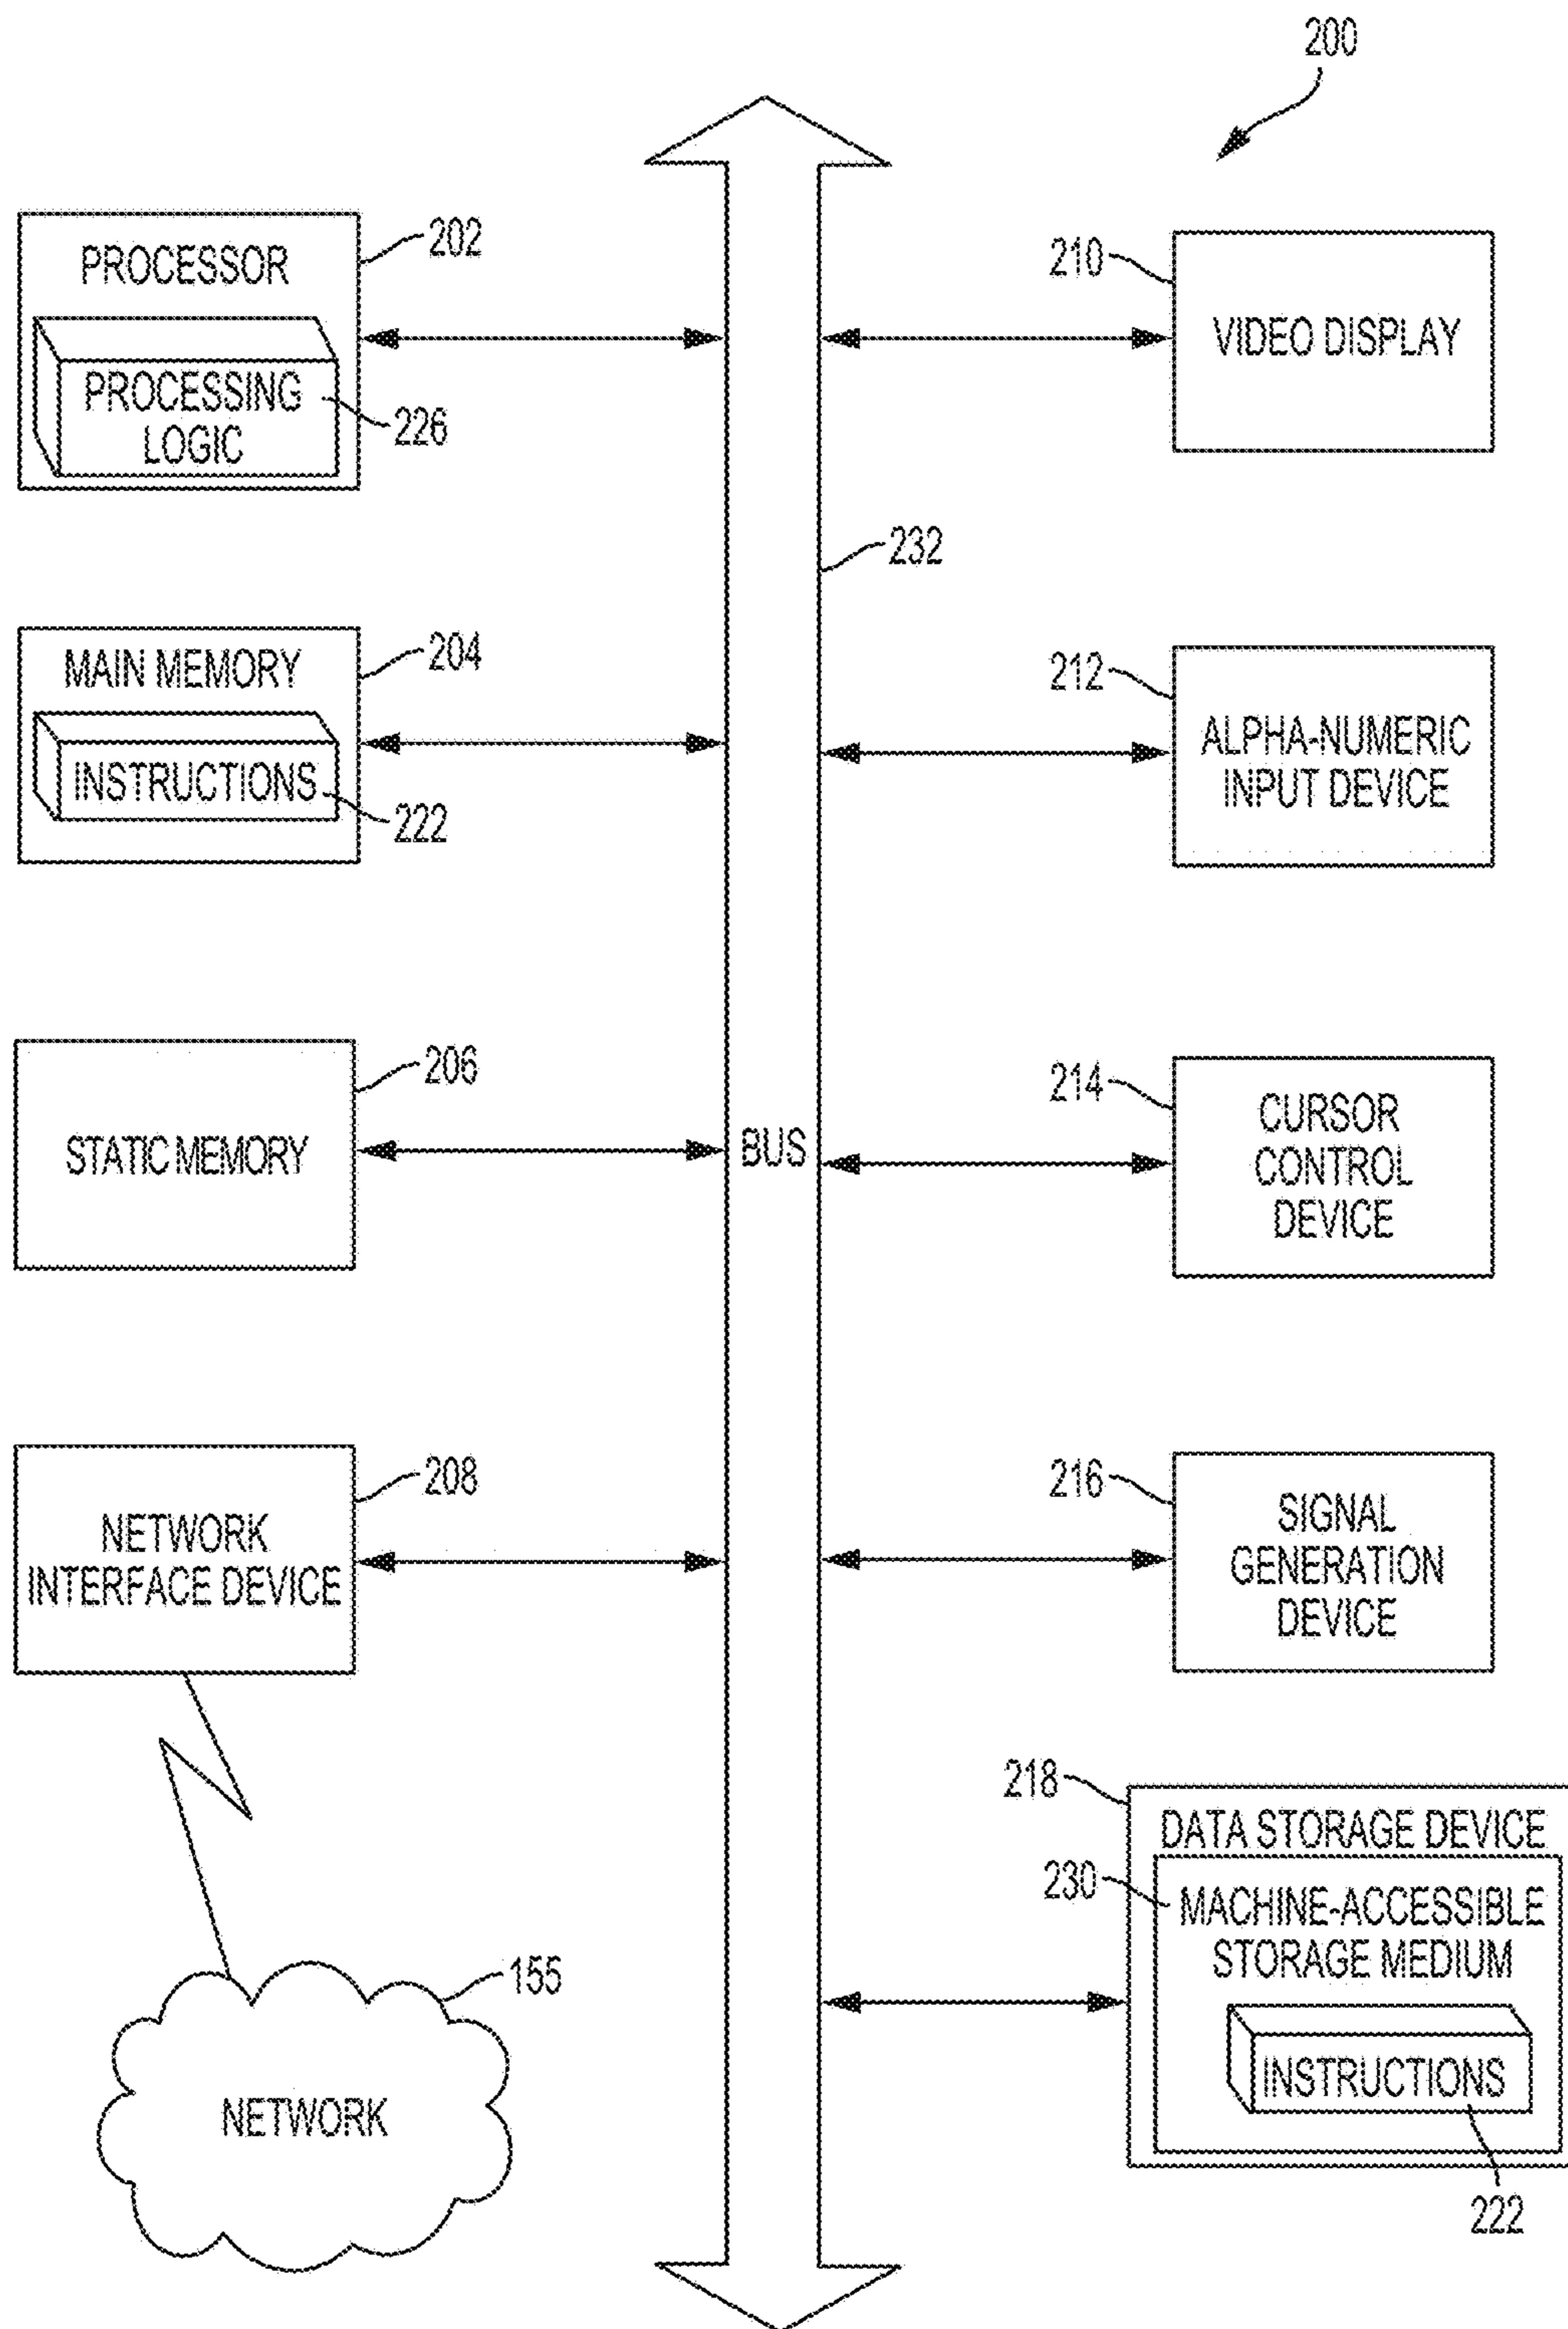 200
PROCESSOR
202
PROCESSING
LOGIC
226
MAIN MEMORY
204
INSTRUCTIONS
222
STATIC MEMORY
206
NETWORK
INTERFACE DEVICE
208
NETWORK
155
BUS
232
210
VIDEO DISPLAY
212
ALPHA-NUMERIC
INPUT DEVICE
214
CURSOR
CONTROL
DEVICE
216
SIGNAL
GENERATION
DEVICE
218
DATA STORAGE DEVICE
230
MACHINE-ACCESSIBLE
STORAGE MEDIUM
INSTRUCTIONS
222